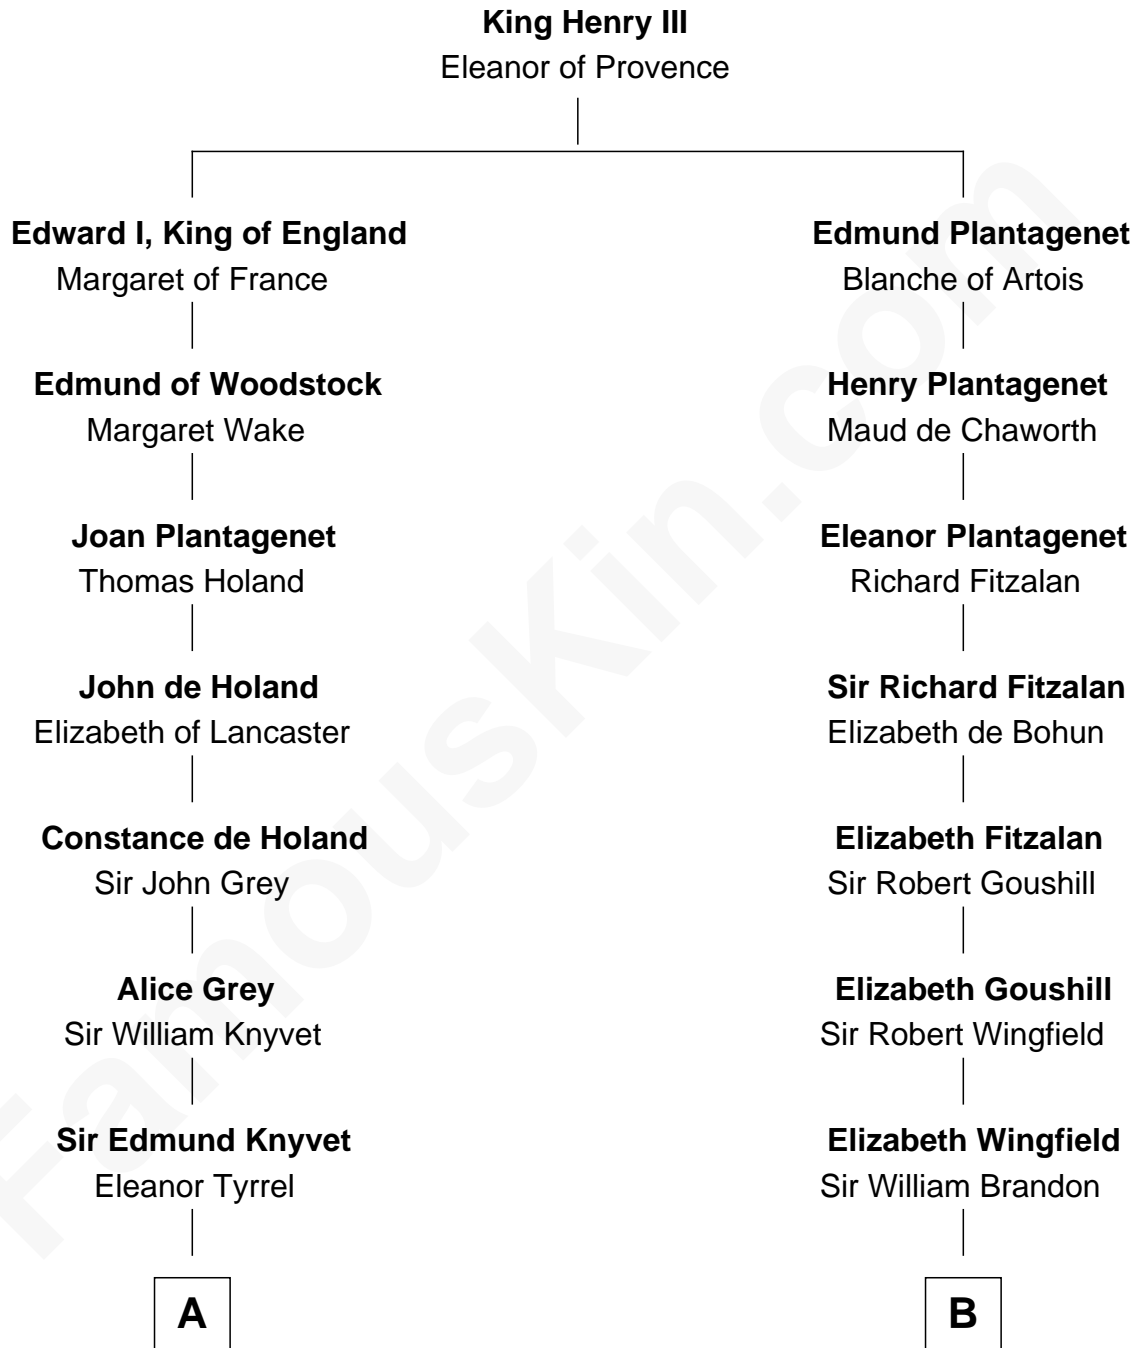 King Henry III
Eleanor of Provence
Edward I, King of England
Margaret of France
Edmund Plantagenet
Blanche of Artois
Edmund of Woodstock
Margaret Wake
Henry Plantagenet
Maud de Chaworth
Joan Plantagenet
Thomas Holand
Eleanor Plantagenet
Richard Fitzalan
John de Holand
Elizabeth of Lancaster
Sir Richard Fitzalan
Elizabeth de Bohun
Constance de Holand
Sir John Grey
Elizabeth Fitzalan
Sir Robert Goushill
Alice Grey
Sir William Knyvet
Elizabeth Goushill
Sir Robert Wingfield
Sir Edmund Knyvet
Eleanor Tyrrel
Elizabeth Wingfield
Sir William Brandon
A
B
FamousKin.com